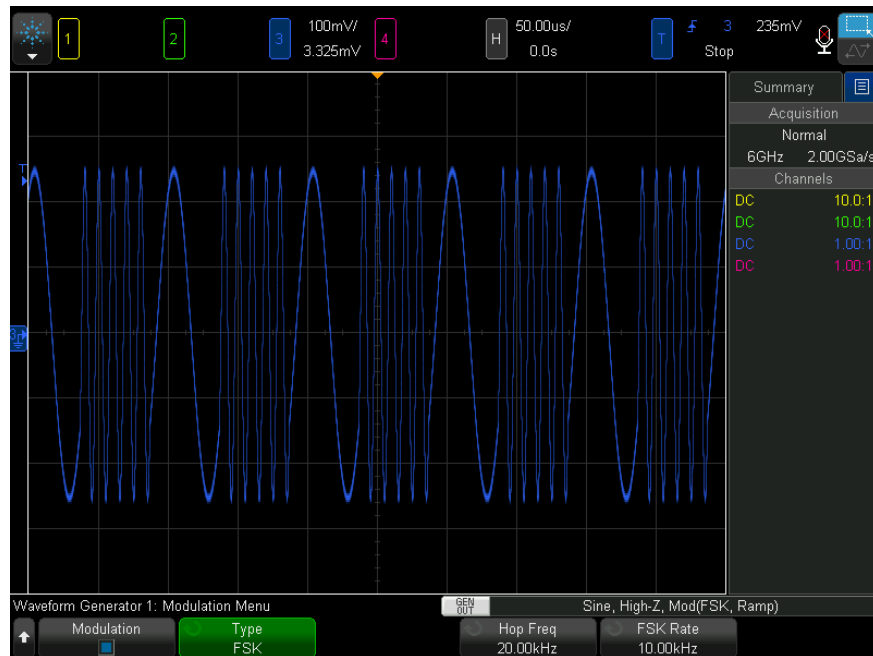 1 2 3 100mV/ 4 H 50.00us/ T 3 235mV
3.325mV 0.0s Stop
Summary
Acquisition
Normal
6GHz 2.00GSa/s
Channels
DC 10.0:1
DC 10.0:1
DC 1.00:1
DC 1.00:1
T
3
Waveform Generator 1: Modulation Menu GEN OUT Sine, High-Z, Mod(FSK, Ramp)
Modulation Type Hop Freq FSK Rate
FSK 20.00kHz 10.00kHz